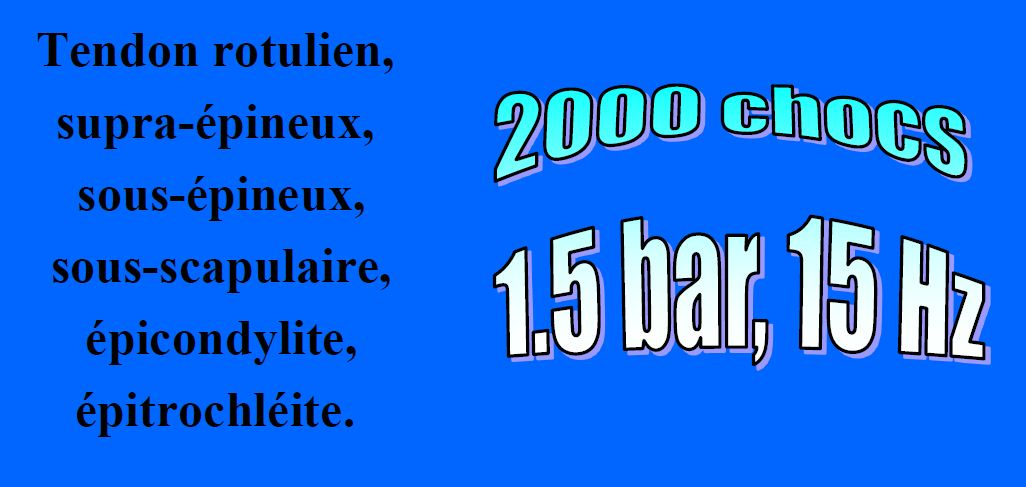 Tendon rotulien,
supra-épineux,
sous-épineux,
sous-scapulaire,
épicondylite,
épitrochléite.
2000 chocs
1.5 bar, 15 Hz